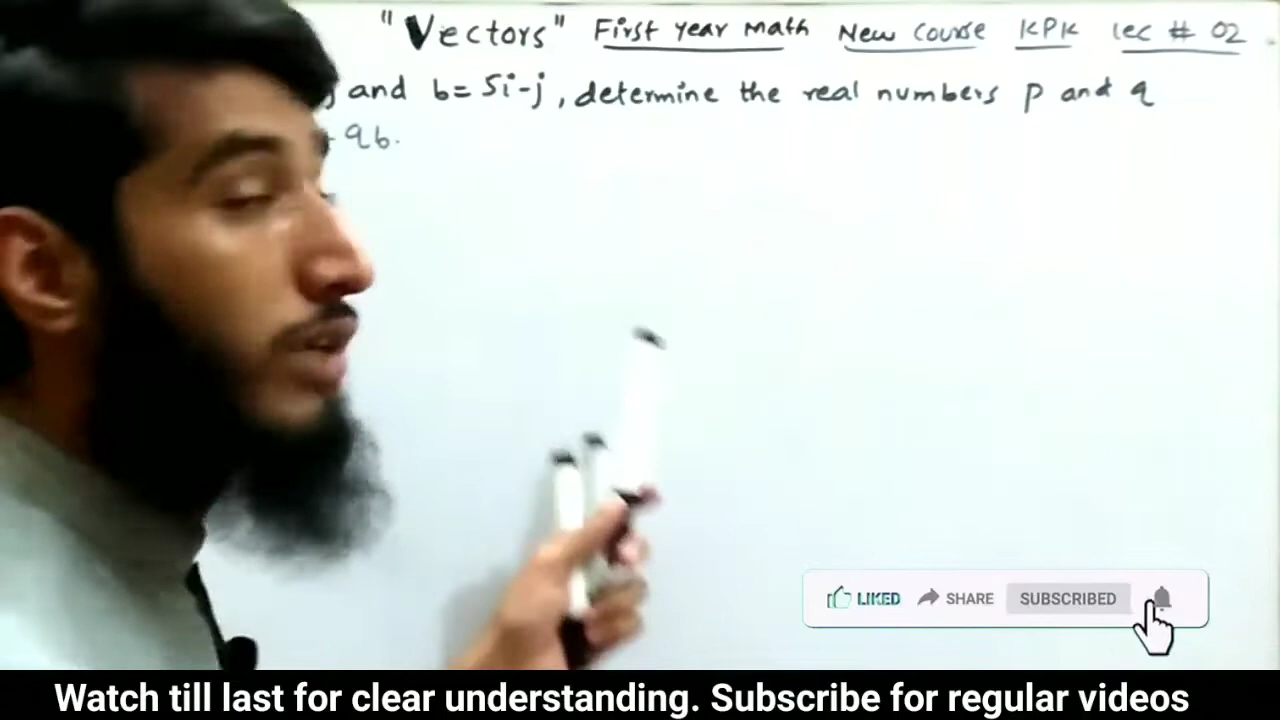 "Vectors" First year math New course KPK lec # 02
and b= 5i-j, determine the real numbers p and q
qb.
LIKED SHARE SUBSCRIBED
Watch till last for clear understanding. Subscribe for regular videos